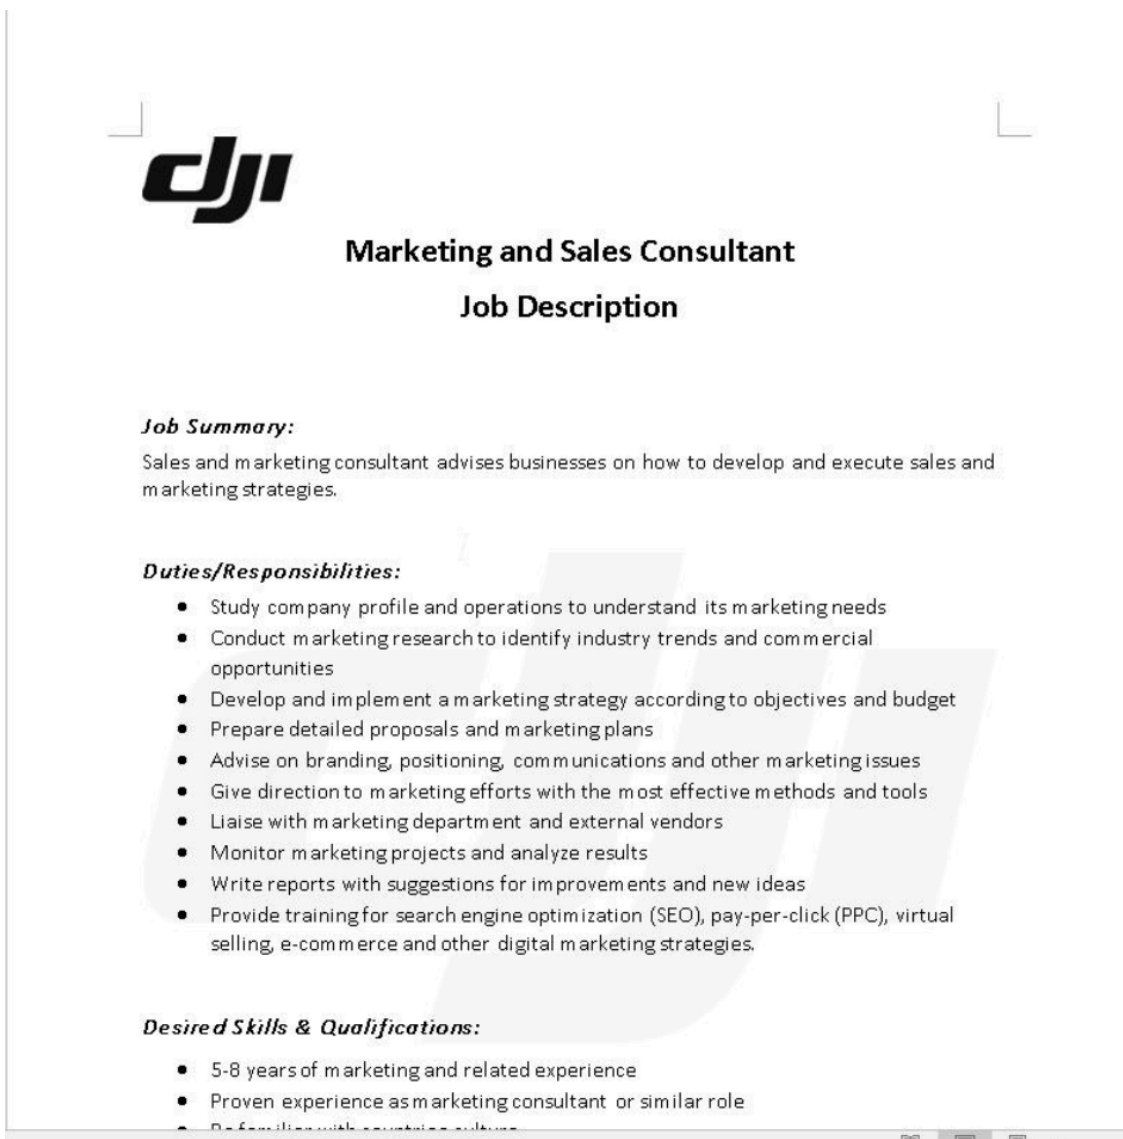 dji
Marketing and Sales Consultant
Job Description
Job Summary:
Sales and marketing consultant advises businesses on how to develop and execute sales and
marketing strategies.
Duties/Responsibilities:
• Study company profile and operations to understand its marketing needs
• Conduct marketing research to identify industry trends and commercial
opportunities
• Develop and implement a marketing strategy according to objectives and budget
• Prepare detailed proposals and marketing plans
• Advise on branding, positioning, communications and other marketing issues
• Give direction to marketing efforts with the most effective methods and tools
• Liaise with marketing department and external vendors
• Monitor marketing projects and analyze results
• Write reports with suggestions for improvements and new ideas
• Provide training for search engine optimization (SEO), pay-per-click (PPC), virtual
selling, e-commerce and other digital marketing strategies.
Desired Skills & Qualifications:
• 5-8 years of marketing and related experience
• Proven experience as marketing consultant or similar role
• Be familiar with countries culture